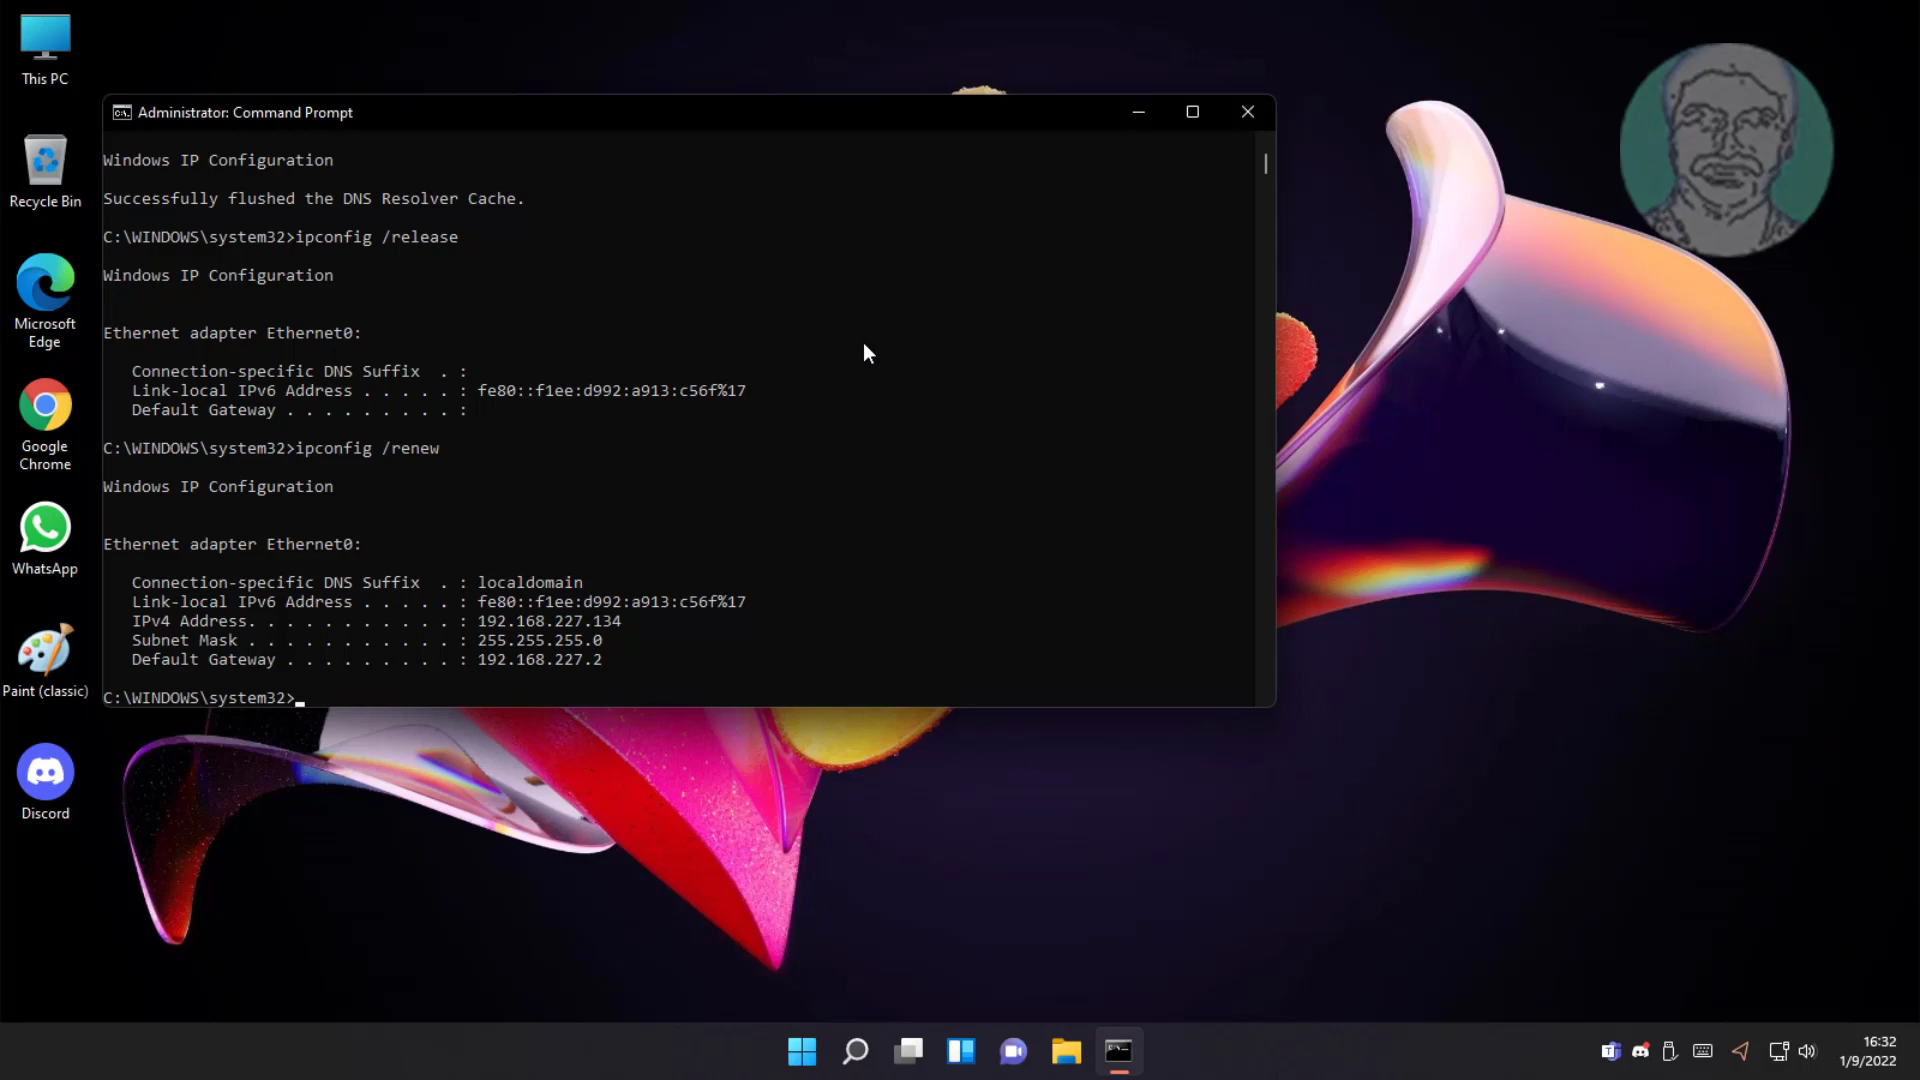 This PC
Recycle Bin
Microsoft
Edge
Google
Chrome
WhatsApp
Paint (classic)
Discord
Administrator: Command Prompt
Windows IP Configuration
Successfully flushed the DNS Resolver Cache.
C:\WINDOWS\system32>ipconfig /release
Windows IP Configuration
Ethernet adapter Ethernet0:
Connection-specific DNS Suffix  . :
Link-local IPv6 Address . . . . . : fe80::f1ee:d992:a913:c56f%17
Default Gateway . . . . . . . . . :
C:\WINDOWS\system32>ipconfig /renew
Windows IP Configuration
Ethernet adapter Ethernet0:
Connection-specific DNS Suffix  . : localdomain
Link-local IPv6 Address . . . . . : fe80::f1ee:d992:a913:c56f%17
IPv4 Address. . . . . . . . . . . : 192.168.227.134
Subnet Mask . . . . . . . . . . . : 255.255.255.0
Default Gateway . . . . . . . . . : 192.168.227.2
C:\WINDOWS\system32>
16:32
1/9/2022